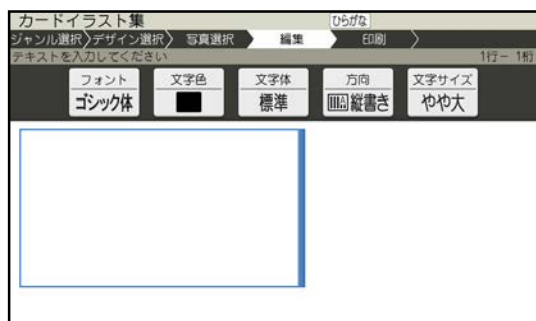 カードイラスト集 ひらがな
ジャンル選択 デザイン選択 写真選択 編集 印刷
テキストを入力してください 1行ー 1桁
フォント 文字色 文字体 方向 文字サイズ
ゴシック体 標準 縦書き やや大